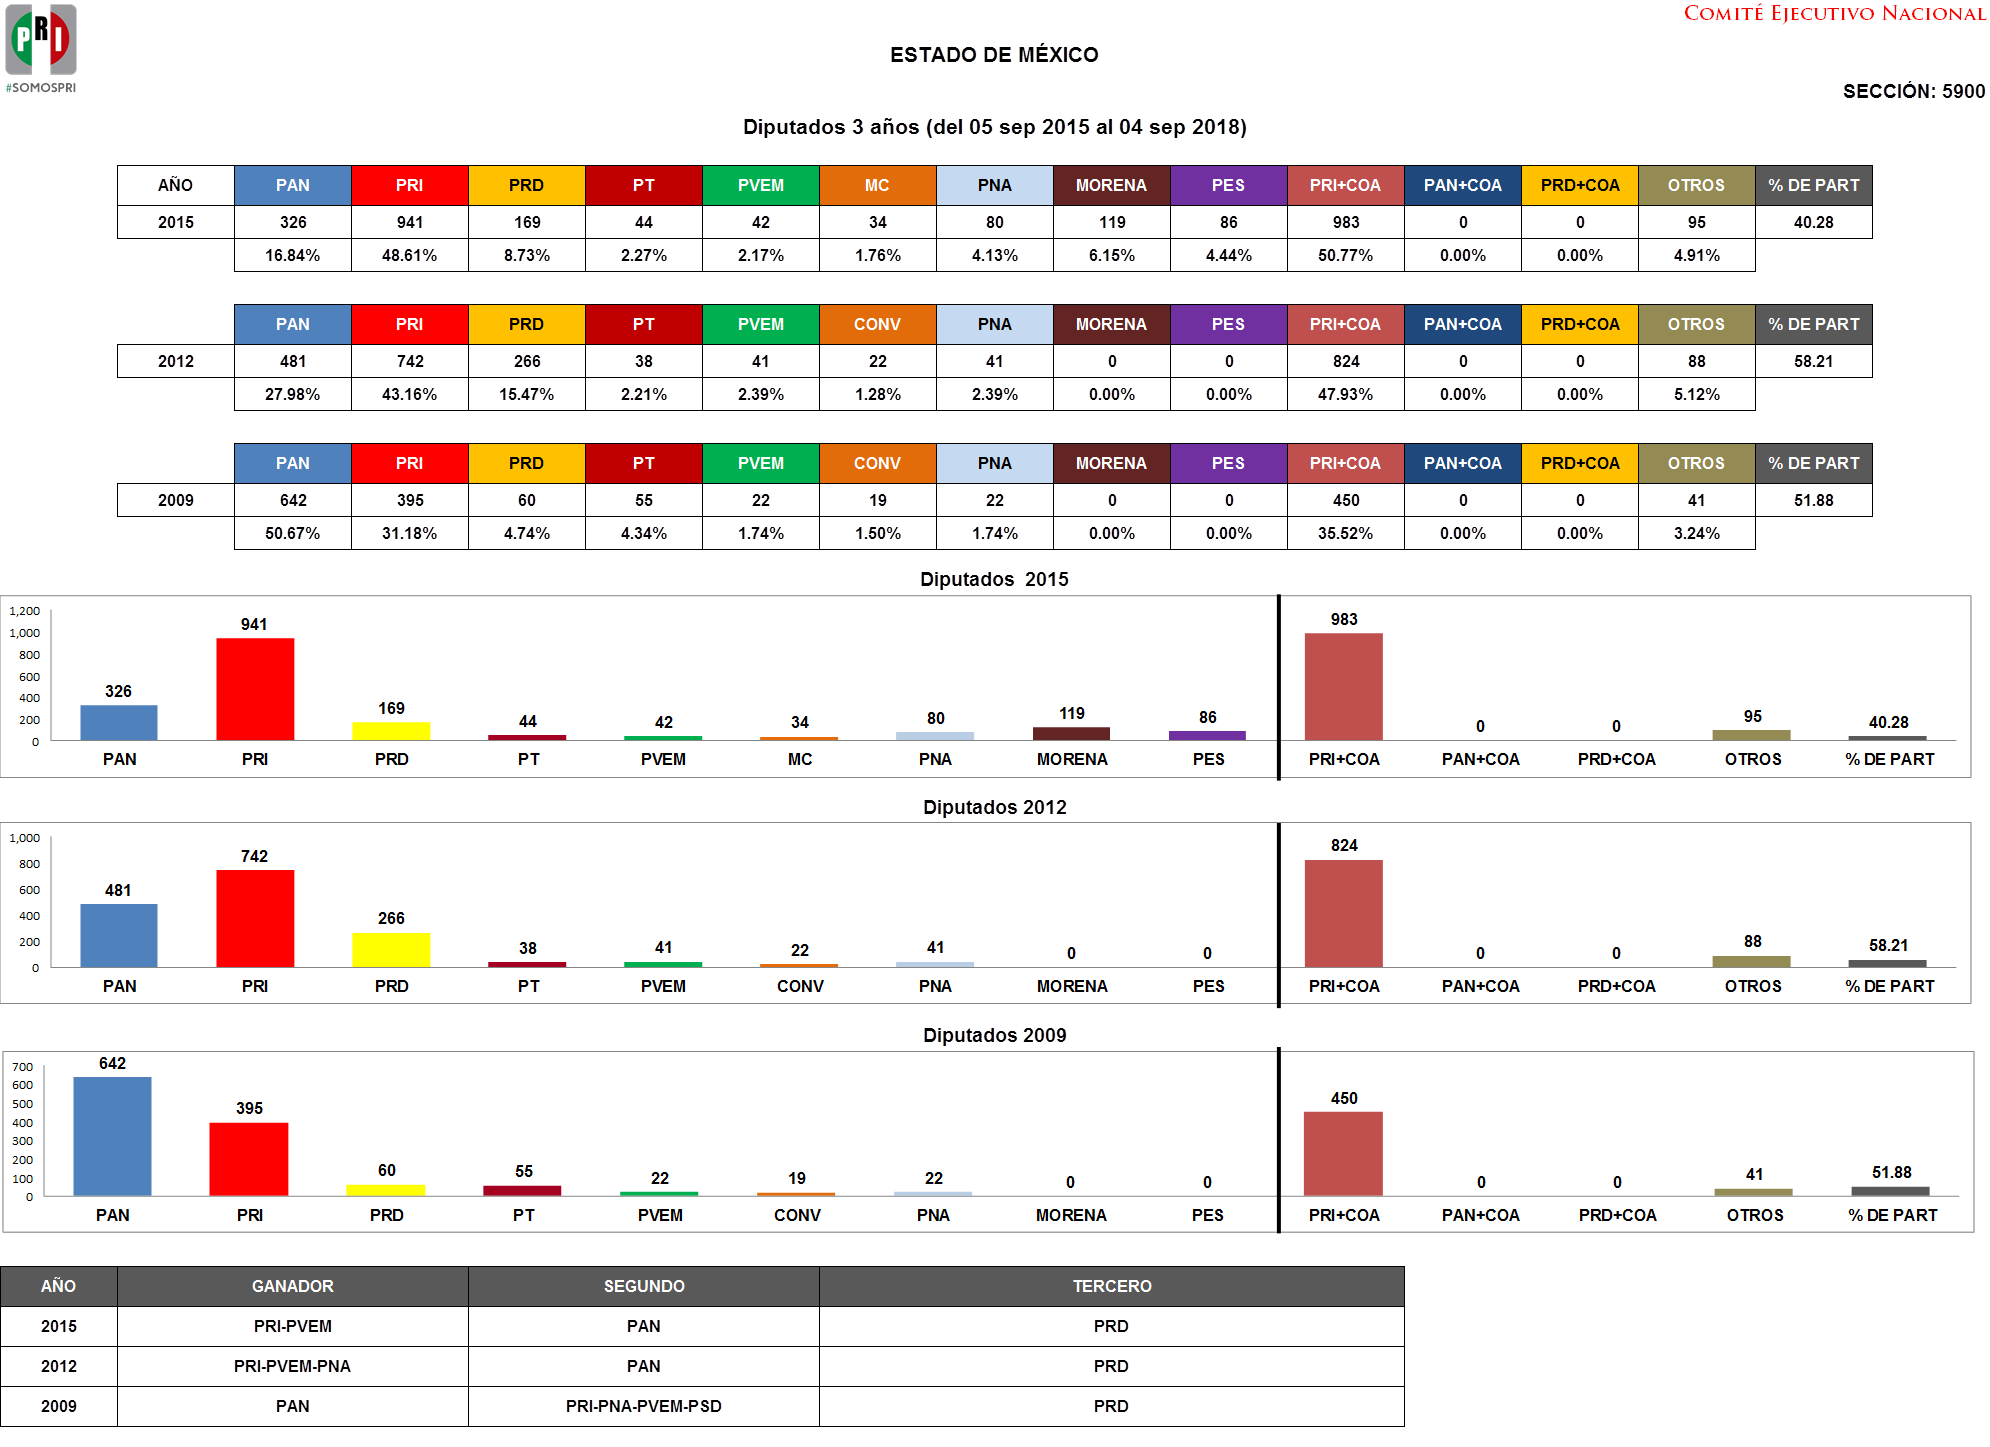 PRI
#SOMOSPRI
COMITÉ EJECUTIVO NACIONAL
ESTADO DE MÉXICO
SECCIÓN: 5900
Diputados 3 años (del 05 sep 2015 al 04 sep 2018)
AÑO PAN PRI PRD PT PVEM MC PNA MORENA PES PRI+COA PAN+COA PRD+COA OTROS % DE PART
2015 326 941 169 44 42 34 80 119 86 983 0 0 95 40.28
16.84% 48.61% 8.73% 2.27% 2.17% 1.76% 4.13% 6.15% 4.44% 50.77% 0.00% 0.00% 4.91%
PAN PRI PRD PT PVEM CONV PNA MORENA PES PRI+COA PAN+COA PRD+COA OTROS % DE PART
2012 481 742 266 38 41 22 41 0 0 824 0 0 88 58.21
27.98% 43.16% 15.47% 2.21% 2.39% 1.28% 2.39% 0.00% 0.00% 47.93% 0.00% 0.00% 5.12%
PAN PRI PRD PT PVEM CONV PNA MORENA PES PRI+COA PAN+COA PRD+COA OTROS % DE PART
2009 642 395 60 55 22 19 22 0 0 450 0 0 41 51.88
50.67% 31.18% 4.74% 4.34% 1.74% 1.50% 1.74% 0.00% 0.00% 35.52% 0.00% 0.00% 3.24%
Diputados 2015
1,200
1,000
800
600
400
200
0
326 941 169 44 42 34 80 119 86 983 0 0 95 40.28
PAN PRI PRD PT PVEM MC PNA MORENA PES PRI+COA PAN+COA PRD+COA OTROS % DE PART
Diputados 2012
1,000
800
600
400
200
0
481 742 266 38 41 22 41 0 0 824 0 0 88 58.21
PAN PRI PRD PT PVEM CONV PNA MORENA PES PRI+COA PAN+COA PRD+COA OTROS % DE PART
Diputados 2009
700
600
500
400
300
200
100
0
642 395 60 55 22 19 22 0 0 450 0 0 41 51.88
PAN PRI PRD PT PVEM CONV PNA MORENA PES PRI+COA PAN+COA PRD+COA OTROS % DE PART
AÑO GANADOR SEGUNDO TERCERO
2015 PRI-PVEM PAN PRD
2012 PRI-PVEM-PNA PAN PRD
2009 PAN PRI-PNA-PVEM-PSD PRD